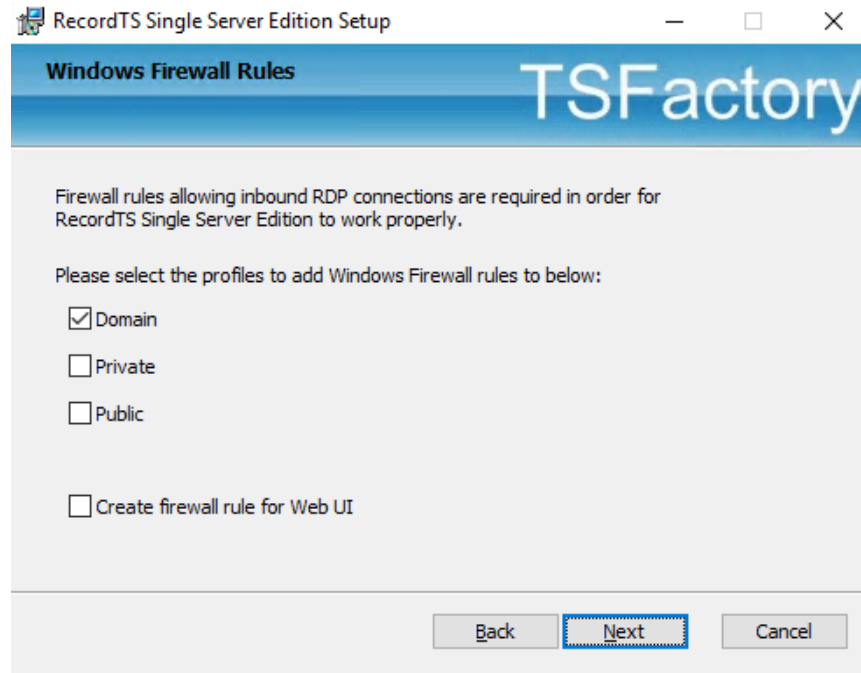 RecordTS Single Server Edition Setup
Windows Firewall Rules
TSFactory
Firewall rules allowing inbound RDP connections are required in order for
RecordTS Single Server Edition to work properly.
Please select the profiles to add Windows Firewall rules to below:
Domain
Private
Public
Create firewall rule for Web UI
Back Next Cancel